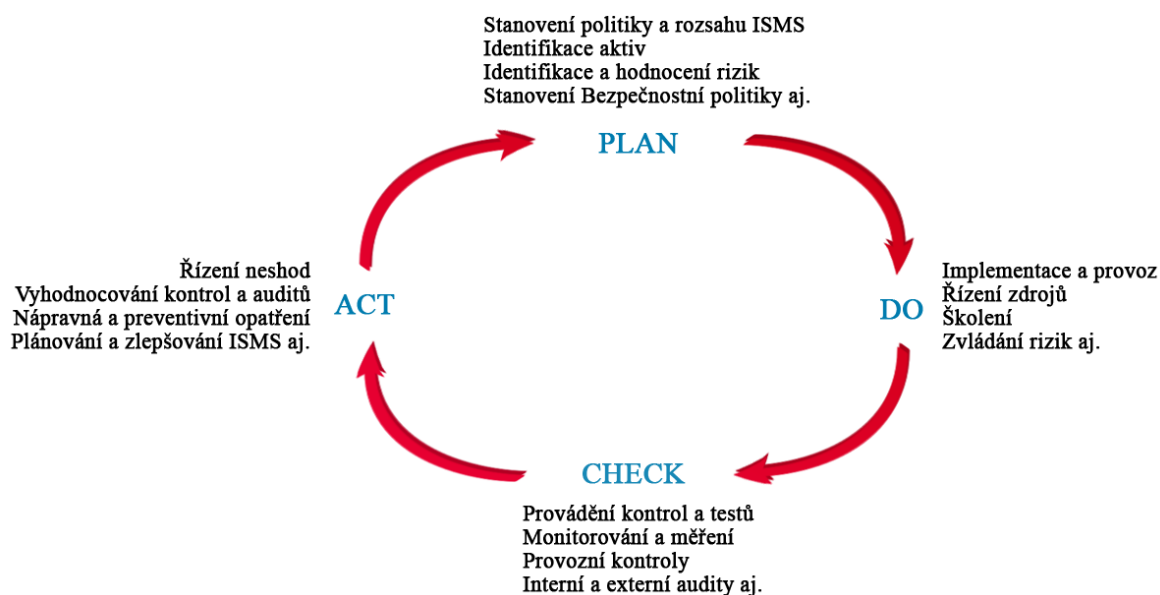 Stanovení politiky a rozsahu ISMS
Identifikace aktiv
Identifikace a hodnocení rizik
Stanovení Bezpečnostní politiky aj.
PLAN
Implementace a provoz
Řízení zdrojů
Školení
Zvládání rizik aj.
DO
CHECK
Provádění kontrol a testů
Monitorování a měření
Provozní kontroly
Interní a externí audity aj.
Řízení neshod
Vyhodnocování kontrol a auditů
Nápravná a preventivní opatření
Plánování a zlepšování ISMS aj.
ACT